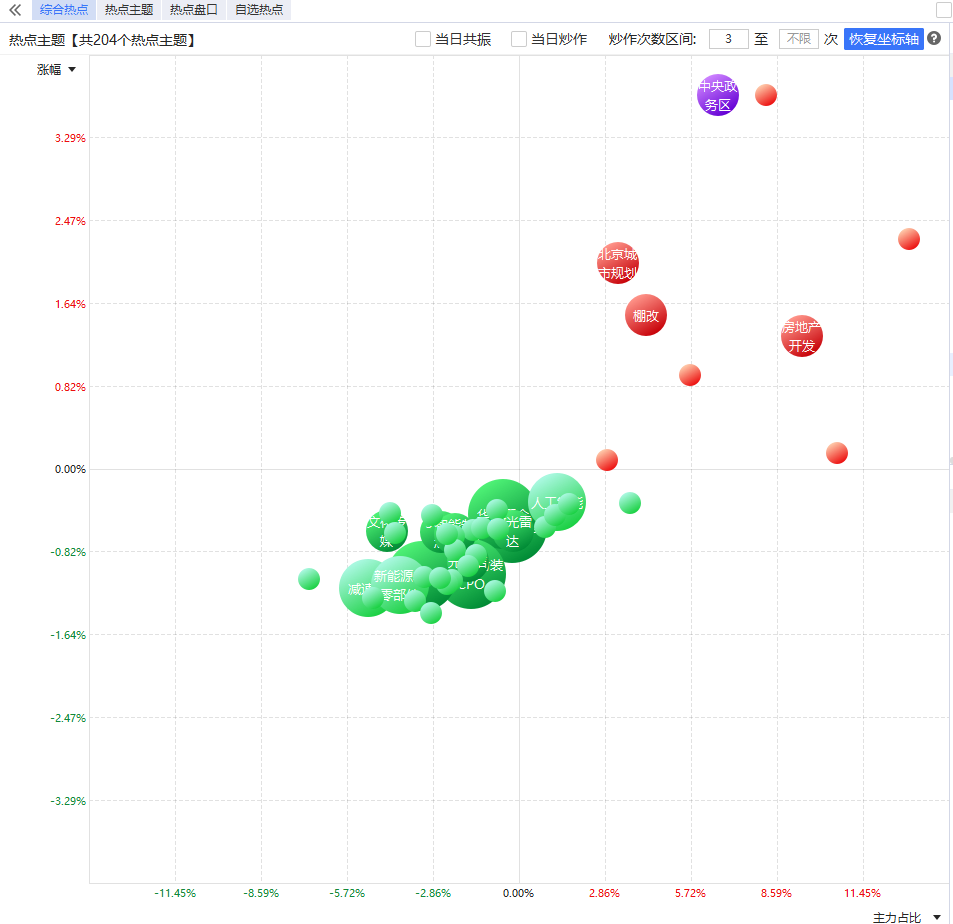 综合热点 热点主题 热点盘口 自选热点
热点主题【共204个热点主题】 当日共振 当日炒作 炒作次数区间: 3 至 不限 次 恢复坐标轴 ?
涨幅
中央政
务区
3.29%
2.47%
北京城
市规划
1.64%
棚改
房地产
开发
0.82%
0.00%
人工
光雷
达
-0.82%
新能源
零部
减速
CPO
-1.64%
-2.47%
-3.29%
-11.45% -8.59% -5.72% -2.86% 0.00% 2.86% 5.72% 8.59% 11.45%
主力占比